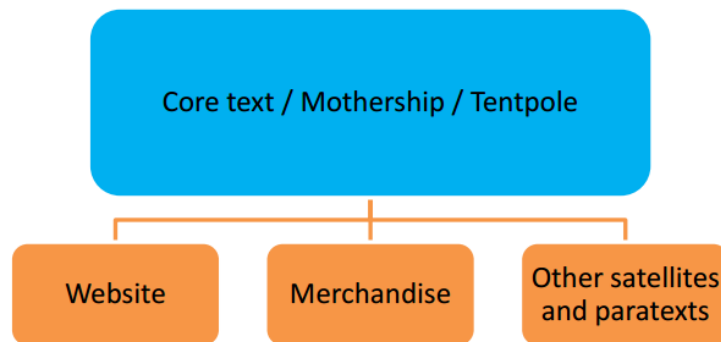 Core text / Mothership / Tentpole
Website
Merchandise
Other satellites
and paratexts